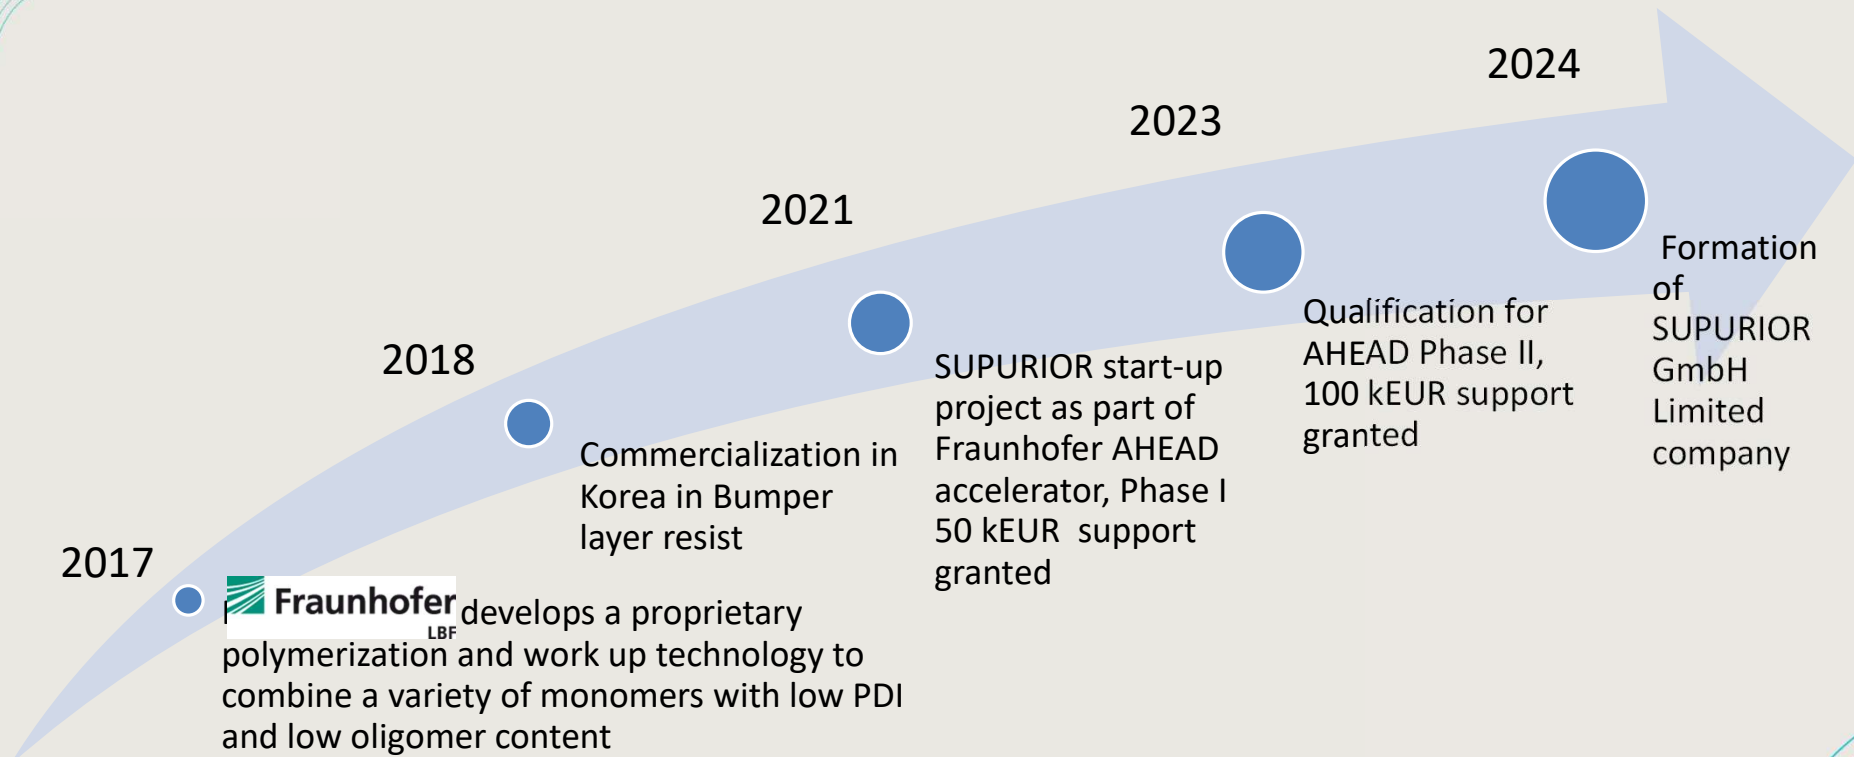 2017
Fraunhofer
LBF
develops a proprietary
polymerization and work up technology to
combine a variety of monomers with low PDI
and low oligomer content
2018
Commercialization in
Korea in Bumper
layer resist
2021
SUPURIOR start-up
project as part of
Fraunhofer AHEAD
accelerator, Phase I
50 kEUR support
granted
2023
Qualification for
AHEAD Phase II,
100 kEUR support
granted
2024
Formation
of
SUPURIOR
GmbH
Limited
company